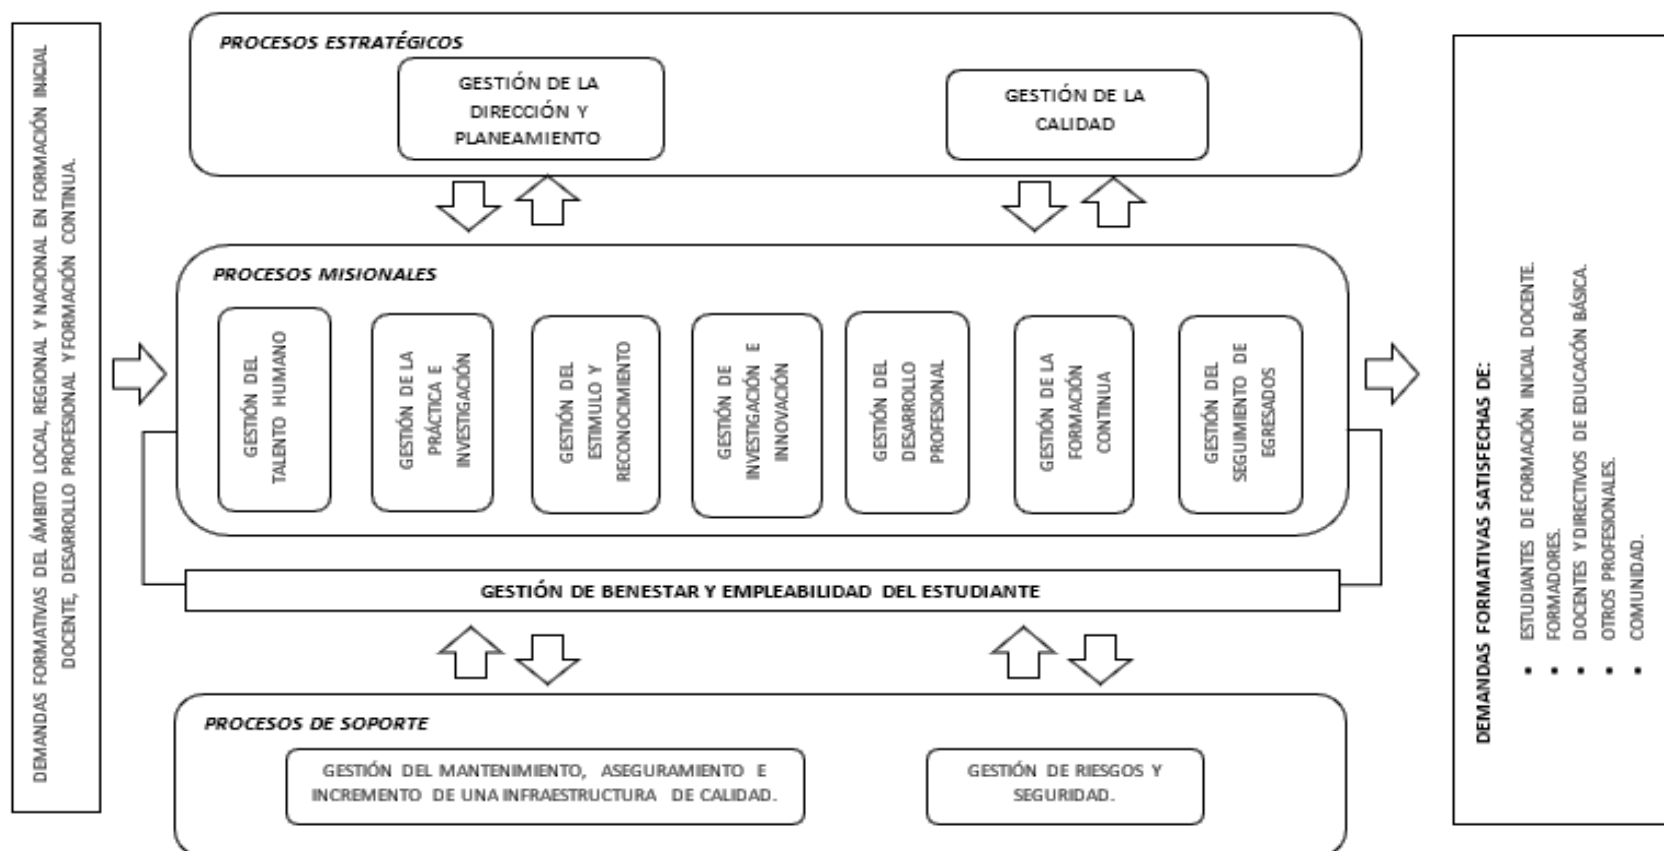 DEMANDAS FORMATIVAS DEL ÁMBITO LOCAL, REGIONAL Y NACIONAL EN FORMACIÓN INICIAL
DOCENTE, DESARROLLO PROFESIONAL Y FORMACIÓN CONTINUA.
PROCESOS ESTRATÉGICOS
GESTIÓN DE LA
DIRECCIÓN Y
PLANEAMIENTO
GESTIÓN DE LA
CALIDAD
PROCESOS MISIONALES
GESTIÓN DEL
TALENTO HUMANO
GESTIÓN DE LA
PRÁCTICA E
INVESTIGACIÓN
GESTIÓN DEL
ESTIMULO Y
RECONOCIMIENTO
GESTIÓN DE
INVESTIGACIÓN E
INNOVACIÓN
GESTIÓN DEL
DESARROLLO
PROFESIONAL
GESTIÓN DE LA
FORMACIÓN
CONTINUA
GESTIÓN DEL
SEGUIMIENTO DE
EGRESADOS
GESTIÓN DE BENESTAR Y EMPLEABILIDAD DEL ESTUDIANTE
PROCESOS DE SOPORTE
GESTIÓN DEL MANTENIMIENTO, ASEGURAMIENTO E
INCREMENTO DE UNA INFRAESTRUCTURA DE CALIDAD.
GESTIÓN DE RIESGOS Y
SEGURIDAD.
DEMANDAS FORMATIVAS SATISFECHAS DE:
▪ ESTUDIANTES DE FORMACIÓN INICIAL DOCENTE.
▪ FORMADORES.
▪ DOCENTES Y DIRECTIVOS DE EDUCACÓN BÁSICA.
▪ OTROS PROFESIONALES.
▪ COMUNIDAD.